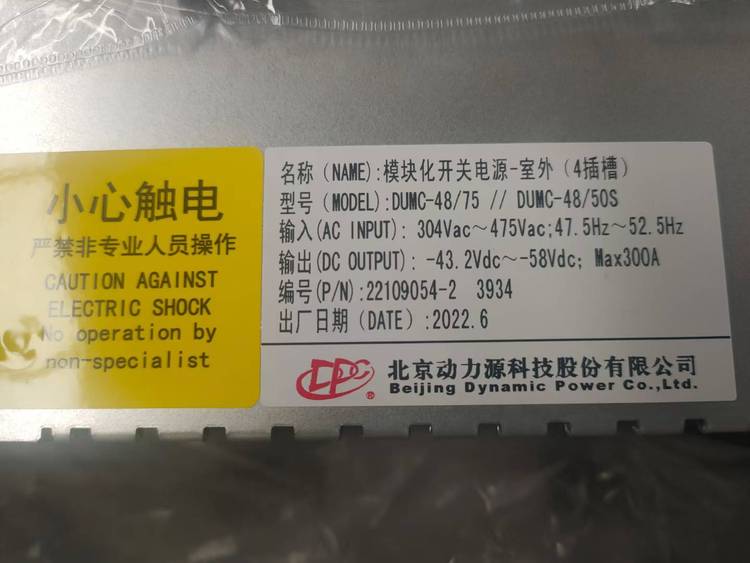 小心触电
严禁非专业人员操作
CAUTION AGAINST
ELECTRIC SHOCK
No operation by
non-specialist
名称（NAME):模块化开关电源-室外（4插槽）
型号（MODEL):DUMC-48/75 // DUMC-48/50S
输入(AC INPUT): 304Vac～475Vac;47.5Hz～52.5Hz
输出(DC OUTPUT): -43.2Vdc～-58Vdc; Max300A
编号(P/N):22109054-2 3934
出厂日期（DATE）:2022.6
DPC®
北京动力源科技股份有限公司
Beijing Dynamic Power Co.,Ltd.